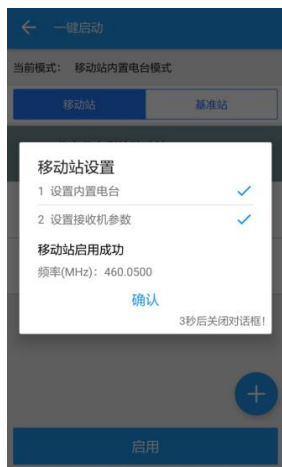 一键启动
当前模式： 移动站内置电台模式
移动站
基准站
移动站设置
1 设置内置电台
2 设置接收机参数
移动站启用成功
频率(MHz)：460.0500
确认
3秒后关闭对话框!
启用